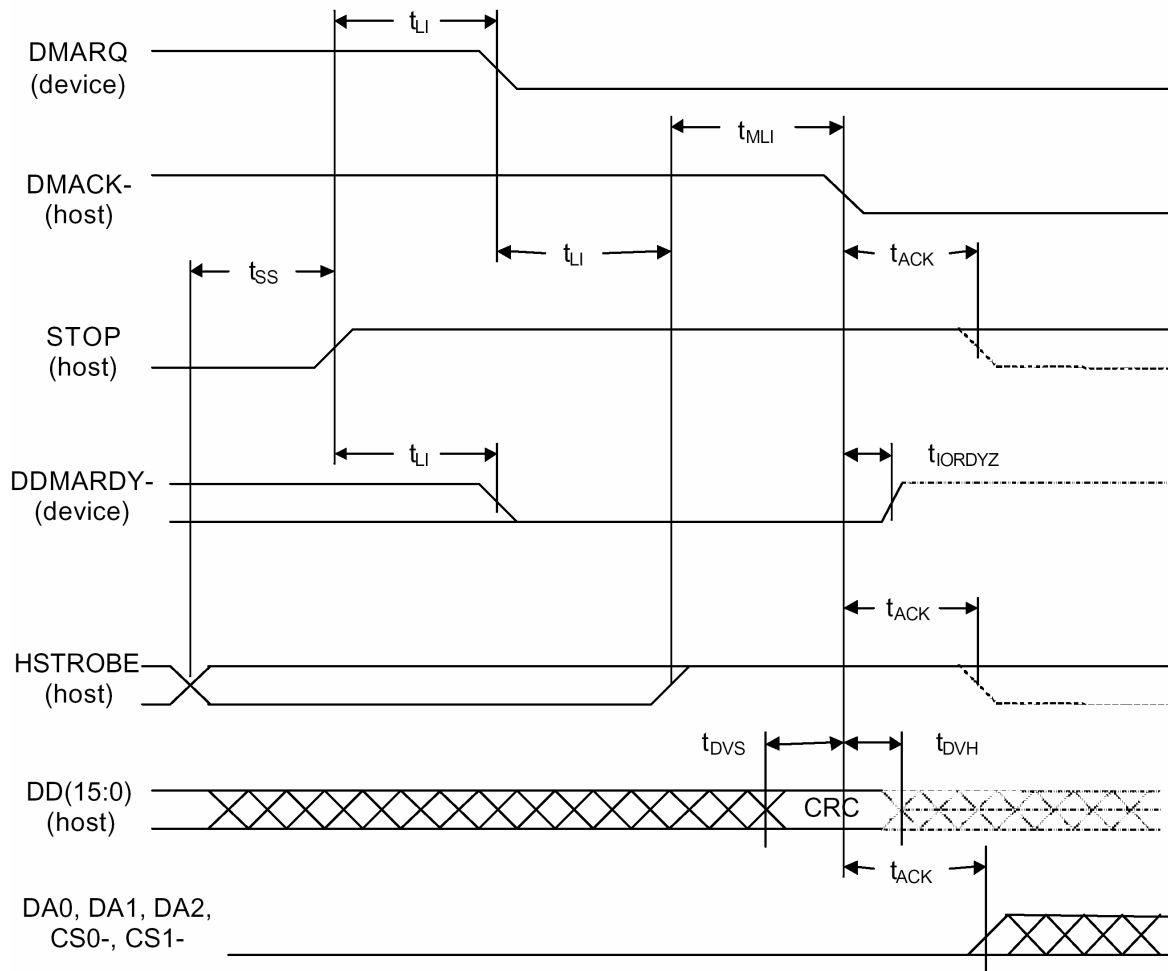 tLI
DMARQ
(device)
tMLI
DMACK-
(host)
tLI
tACK
tSS
STOP
(host)
tLI
tIORDYZ
DDMARDY-
(device)
tACK
HSTROBE
(host)
tDVS
tDVH
DD(15:0)
(host)
CRC
tACK
DA0, DA1, DA2,
CS0-, CS1-